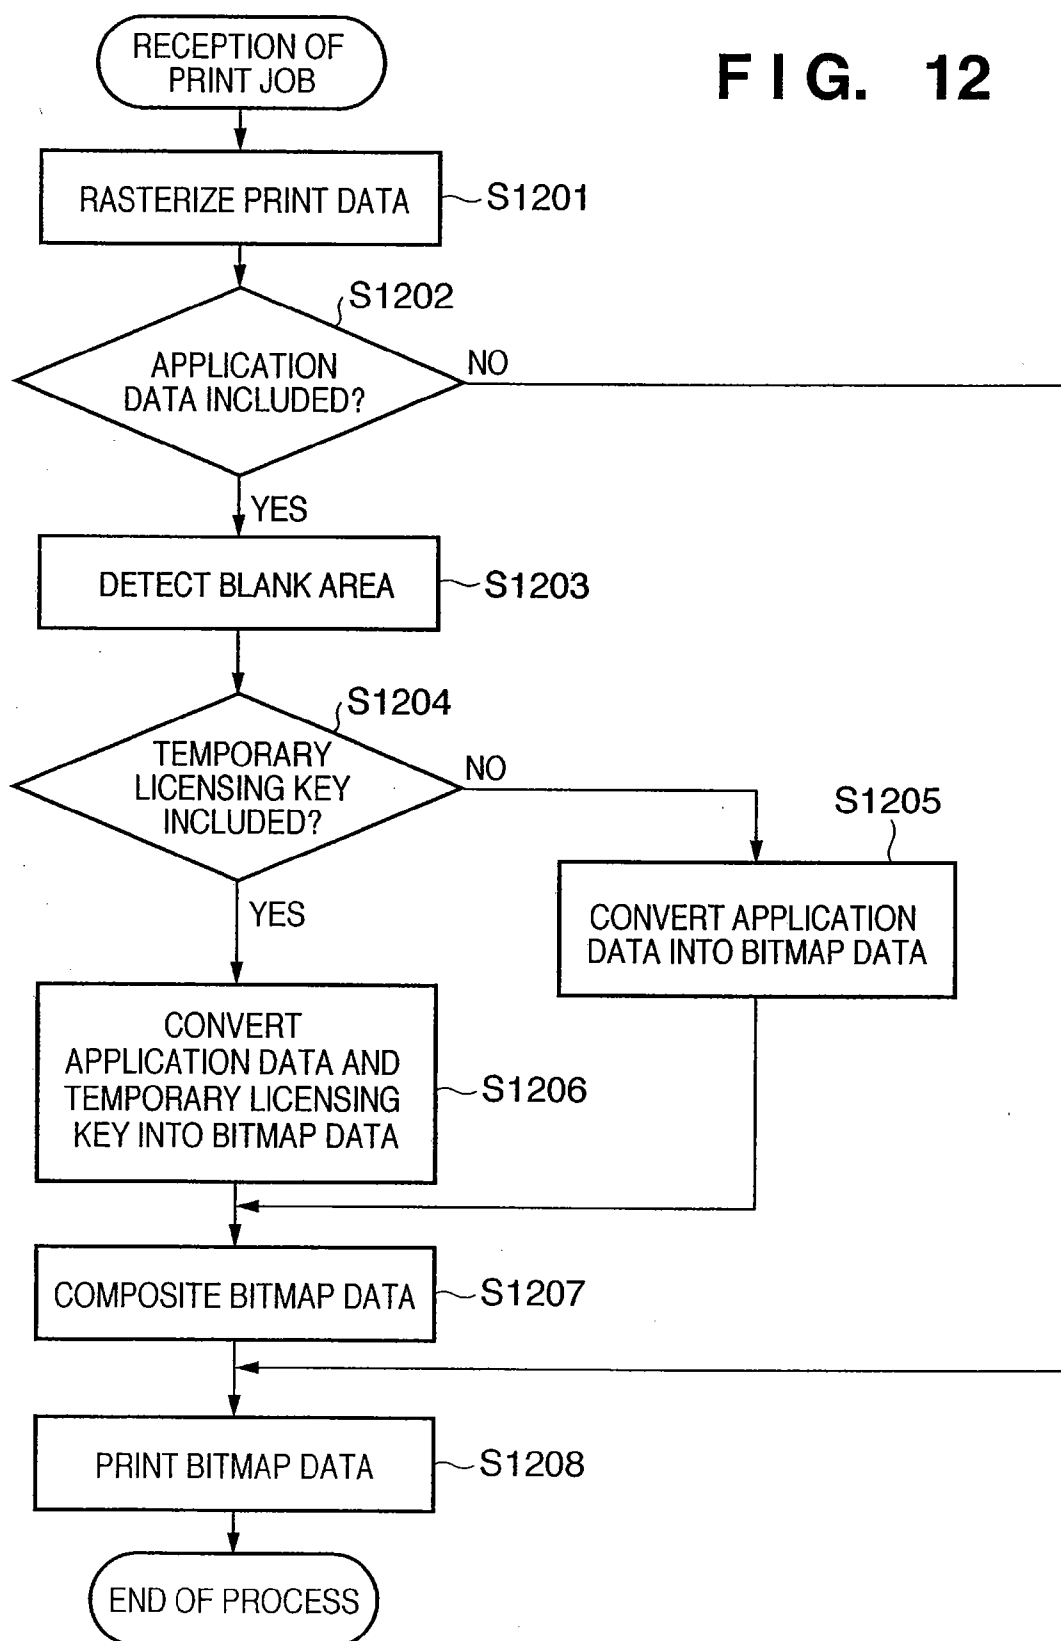 RECEPTION OF
PRINT JOB
FIG. 12
RASTERIZE PRINT DATA
S1201
S1202
APPLICATION
DATA INCLUDED?
NO
YES
DETECT BLANK AREA
S1203
S1204
TEMPORARY
LICENSING KEY
INCLUDED?
NO
S1205
YES
CONVERT APPLICATION
DATA INTO BITMAP DATA
CONVERT
APPLICATION DATA AND
TEMPORARY LICENSING
KEY INTO BITMAP DATA
S1206
COMPOSITE BITMAP DATA
S1207
PRINT BITMAP DATA
S1208
END OF PROCESS